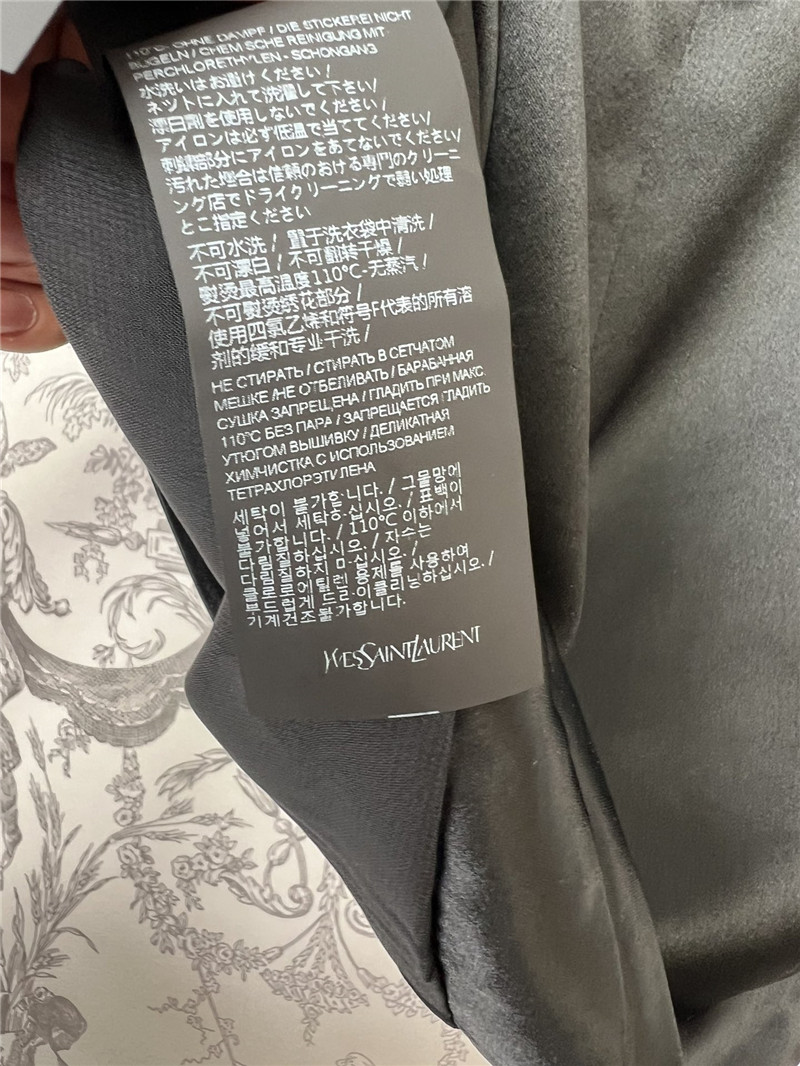 110°C, OHNE DAMPF / DIE STICKEREI NICHT
BÜGELN / CHEMISCHE REINIGUNG MIT
PERCHLORETHYLEN - SCHONGANG
水洗いはお避けください /
ネットに入れて洗濯して下さい/
漂白剤を使用しないでください /
アイロンは必ず低温で当ててください/
刺繍部分にアイロンをあてないでください/
汚れた場合は信頼のおける専門のクリーニ
ング店でドライクリーニングで弱い処理
とご指定ください
不可水洗 / 置于洗衣袋中清洗 /
不可漂白 / 不可翻转干燥 /
熨烫最高温度110°C-无蒸汽 /
不可熨烫绣花部分 /
使用四氯乙烯和符号F代表的所有溶
剂的缓和专业干洗 /
НЕ СТИРАТЬ / СТИРАТЬ В СЕТЧАТОМ
МЕШКЕ /НЕ ОТБЕЛИВАТЬ / БАРАБАННАЯ
СУШКА ЗАПРЕЩЕНА / ГЛАДИТЬ ПРИ МАКС.
110°C БЕЗ ПАРА / ЗАПРЕЩАЕТСЯ ГЛАДИТЬ
УТЮГОМ ВЫШИВКУ / ДЕЛИКАТНАЯ
ХИМЧИСТКА С ИСПОЛЬЗОВАНИЕМ
ТЕТРАХЛОРЭТИЛЕНА
세탁이 불가합니다. / 그물망에
넣어서 세탁하십시오. / 표백이
불가합니다. / 110°C 이하에서
다림질하십시오. / 자수는
다림질하지 마십시오. /
클로로에틸렌 용제를 사용하여
부드럽게 드라이클리닝하십시오. /
기계건조불가합니다.
YVESSAINTLAURENT